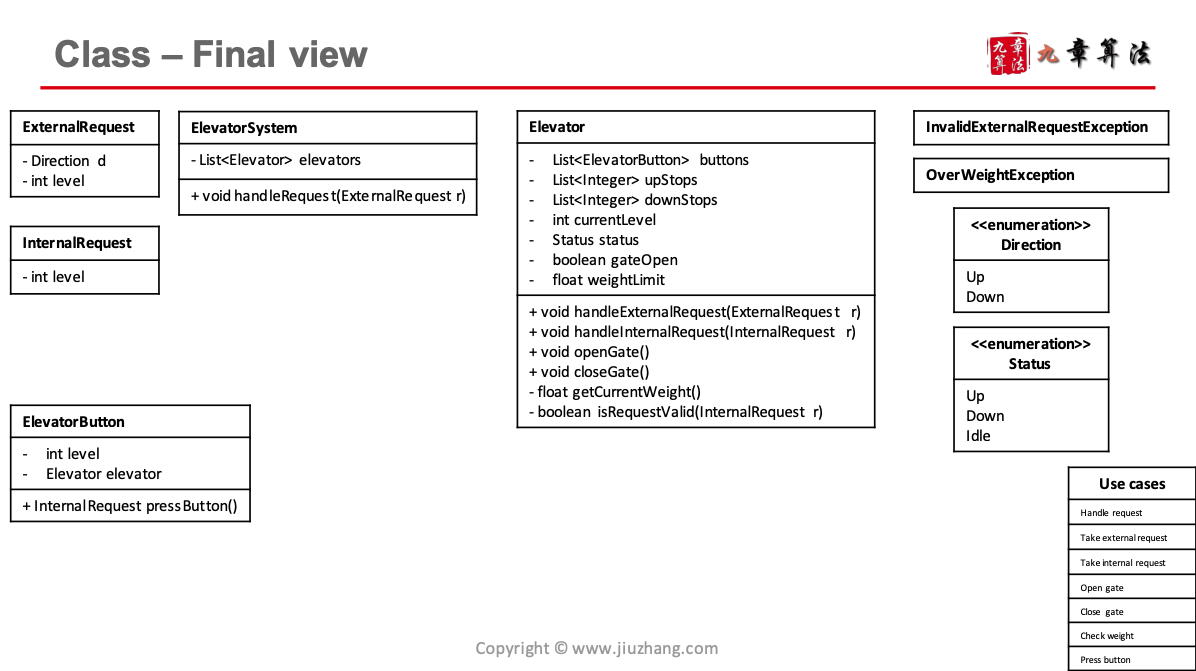 Class – Final view
九章
算法
九章算法
ExternalRequest
- Direction d
- int level
InternalRequest
- int level
ElevatorSystem
- List<Elevator> elevators
+ void handleRequest(ExternalRequest r)
ElevatorButton
- int level
- Elevator elevator
+ InternalRequest pressButton()
Elevator
- List<ElevatorButton> buttons
- List<Integer> upStops
- List<Integer> downStops
- int currentLevel
- Status status
- boolean gateOpen
- float weightLimit
+ void handleExternalRequest(ExternalRequest r)
+ void handleInternalRequest(InternalRequest r)
+ void openGate()
+ void closeGate()
- float getCurrentWeight()
- boolean isRequestValid(InternalRequest r)
InvalidExternalRequestException
OverWeightException
<<enumeration>>
Direction
Up
Down
<<enumeration>>
Status
Up
Down
Idle
Use cases
Handle request
Take external request
Take internal request
Open gate
Close gate
Check weight
Press button
Copyright © www.jiuzhang.com